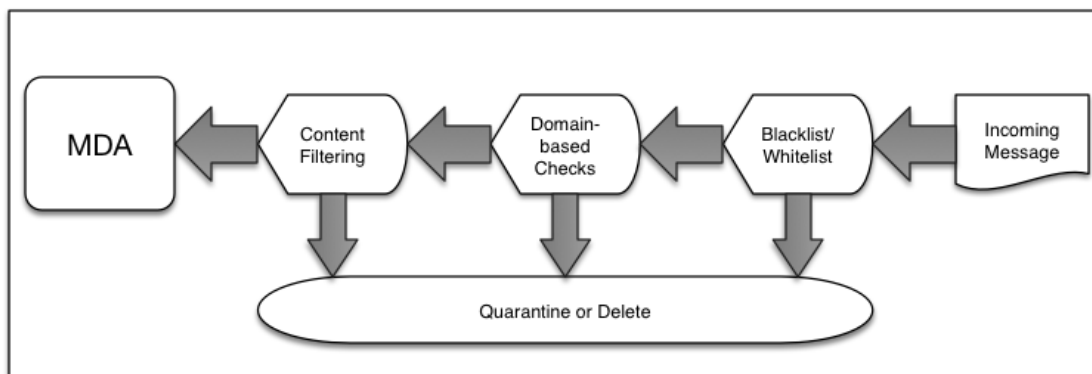 MDA
Content
Filtering
Domain-
based
Checks
Blacklist/
Whitelist
Incoming
Message
Quarantine or Delete